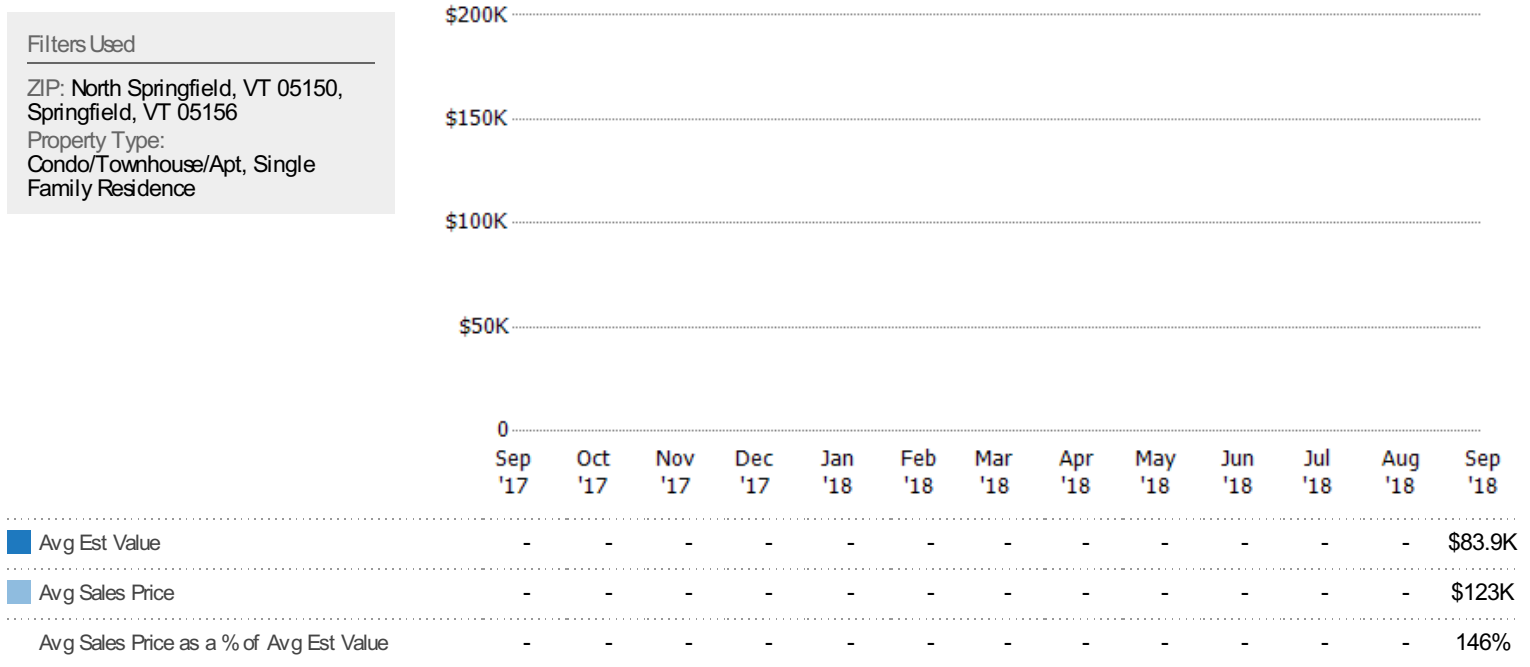 Filters Used
ZIP: North Springfield, VT 05150,
Springfield, VT 05156
Property Type:
Condo/Townhouse/Apt, Single
Family Residence
$200K
$150K
$100K
$50K
0
Sep Oct Nov Dec Jan Feb Mar Apr May Jun Jul Aug Sep
'17 '17 '17 '17 '18 '18 '18 '18 '18 '18 '18 '18 '18
Avg Est Value - - - - - - - - - - - - $83.9K
Avg Sales Price - - - - - - - - - - - - $123K
Avg Sales Price as a % of Avg Est Value - - - - - - - - - - - - 146%